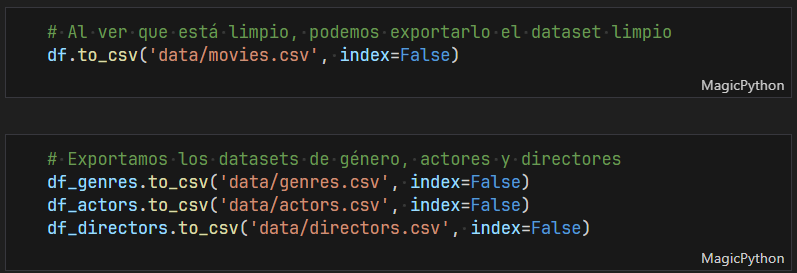 # Al ver que está limpio, podemos exportarlo el dataset limpio
df.to_csv('data/movies.csv', index=False)
MagicPython
# Exportamos los datasets de género, actores y directores
df_genres.to_csv('data/genres.csv', index=False)
df_actors.to_csv('data/actors.csv', index=False)
df_directors.to_csv('data/directors.csv', index=False)
MagicPython